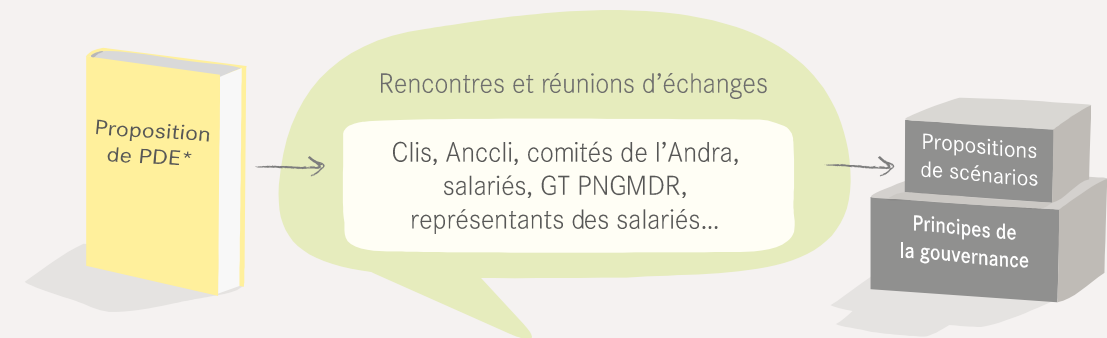 Proposition
de PDE*
Rencontres et réunions d’échanges
Clis, Anccli, comités de l’Andra,
salariés, GT PNGMDR,
représentants des salariés...
Propositions
de scénarios
Principes de
la gouvernance